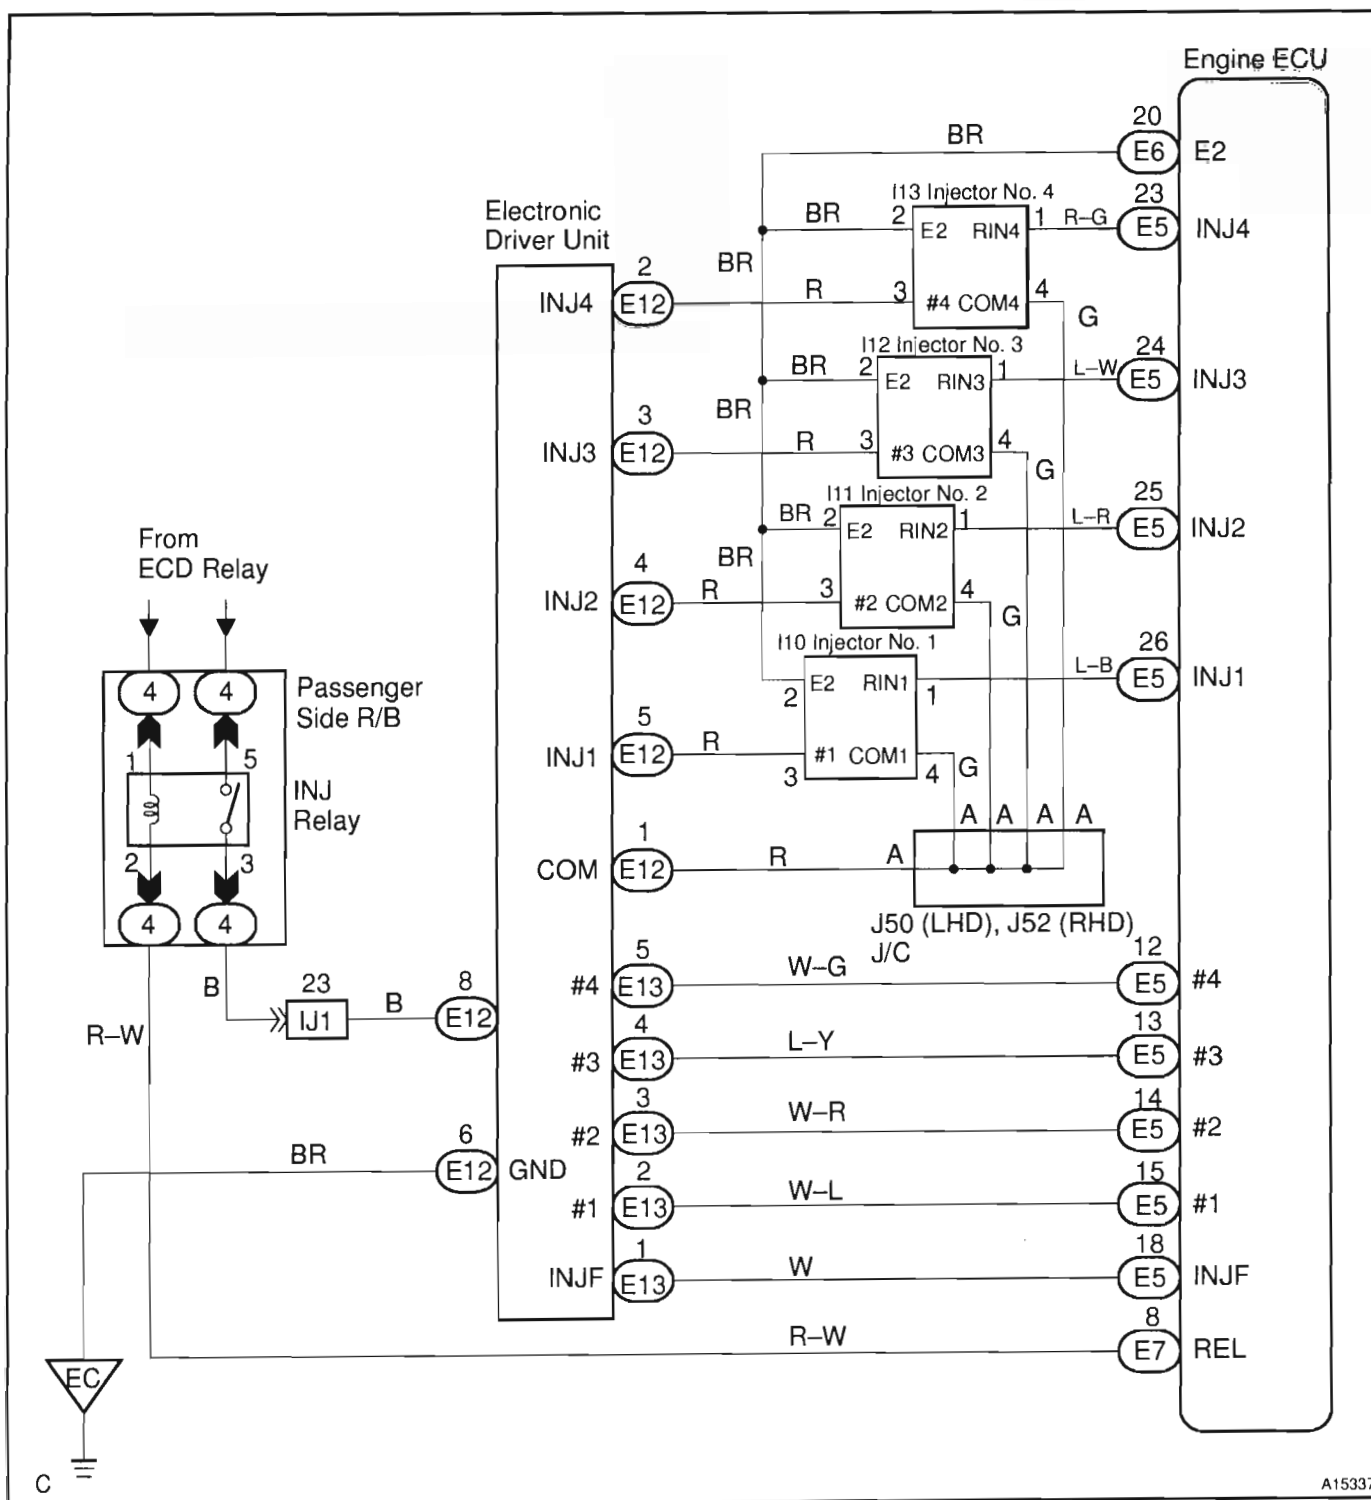 Engine ECU
20
BR
E6 E2
I13 Injector No. 4
23
Electronic
Driver Unit
BR 2 E2 RIN4 1 R–G E5 INJ4
BR
2
INJ4 E12 R 3 #4 COM4 4
G
I12 Injector No. 3
24
BR 2 E2 RIN3 1 L–W E5 INJ3
BR
3
INJ3 E12 R 3 #3 COM3 4
G
I11 Injector No. 2
25
BR 2 E2 RIN2 1 L–R E5 INJ2
From
ECD Relay
BR
4
INJ2 E12 R 3 #2 COM2 4
G
I10 Injector No. 1
26
2 E2 RIN1 1 L–B E5 INJ1
4 4 Passenger
Side R/B
5
INJ1 E12 R 3 #1 COM1 4
G
1 5
INJ
Relay
A A A A
2 3
1
COM E12 R A
4 4
J50 (LHD), J52 (RHD)
J/C
5 W–G 12
#4 E13 E5 #4
B 23 B 8
IJ1 E12
R–W
4 L–Y 13
#3 E13 E5 #3
3 W–R 14
#2 E13 E5 #2
BR 6
E12 GND
2 W–L 15
#1 E13 E5 #1
1 W 18
INJF E13 E5 INJF
R–W 8
E7 REL
EC
C
A15337